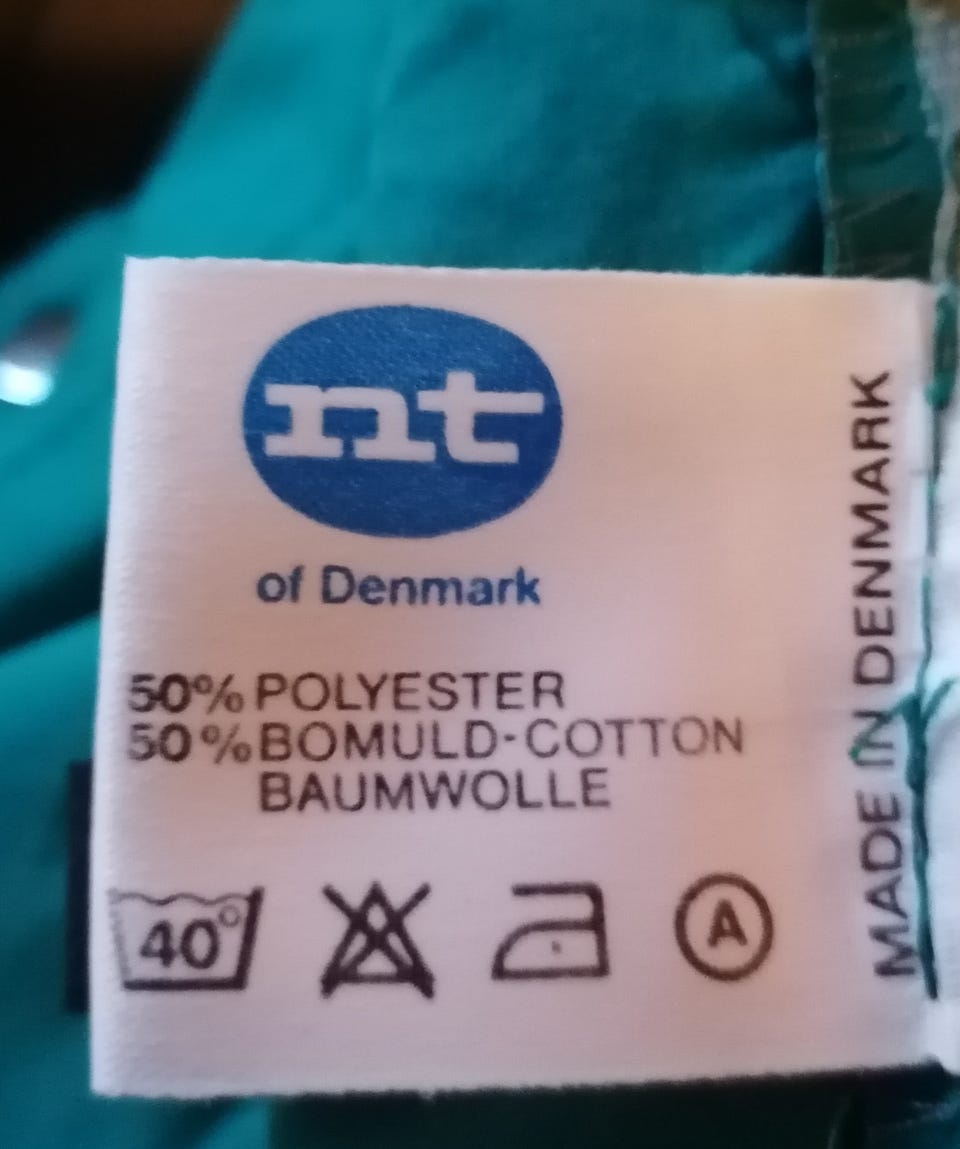 nt
of Denmark
50% POLYESTER
50% BOMULD-COTTON
BAUMWOLLE
40°
A
MADE IN DENMARK